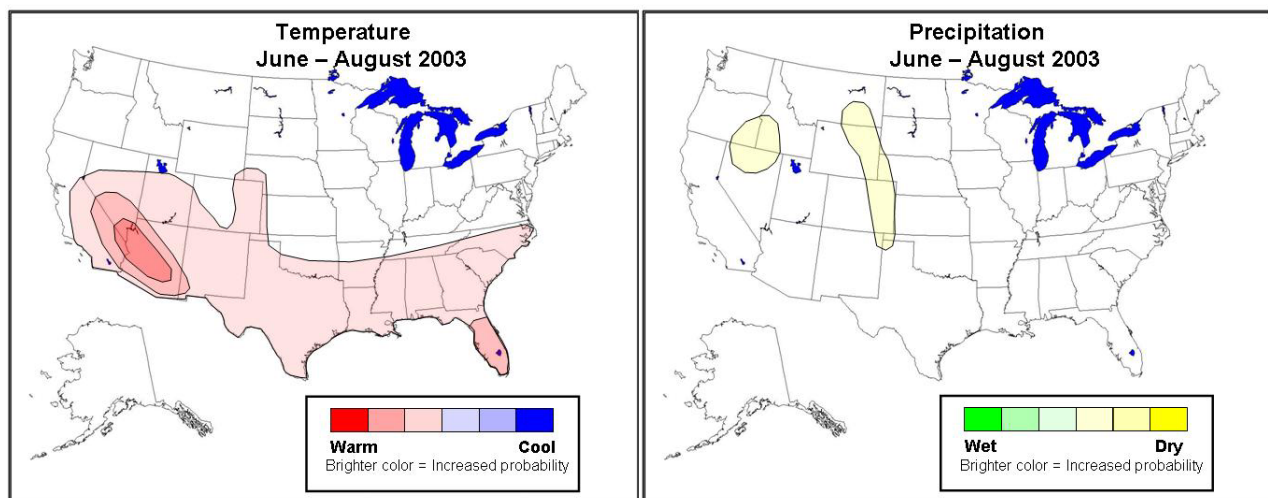 Temperature
June – August 2003
Warm Cool
Brighter color = Increased probability
Precipitation
June – August 2003
Wet Dry
Brighter color = Increased probability